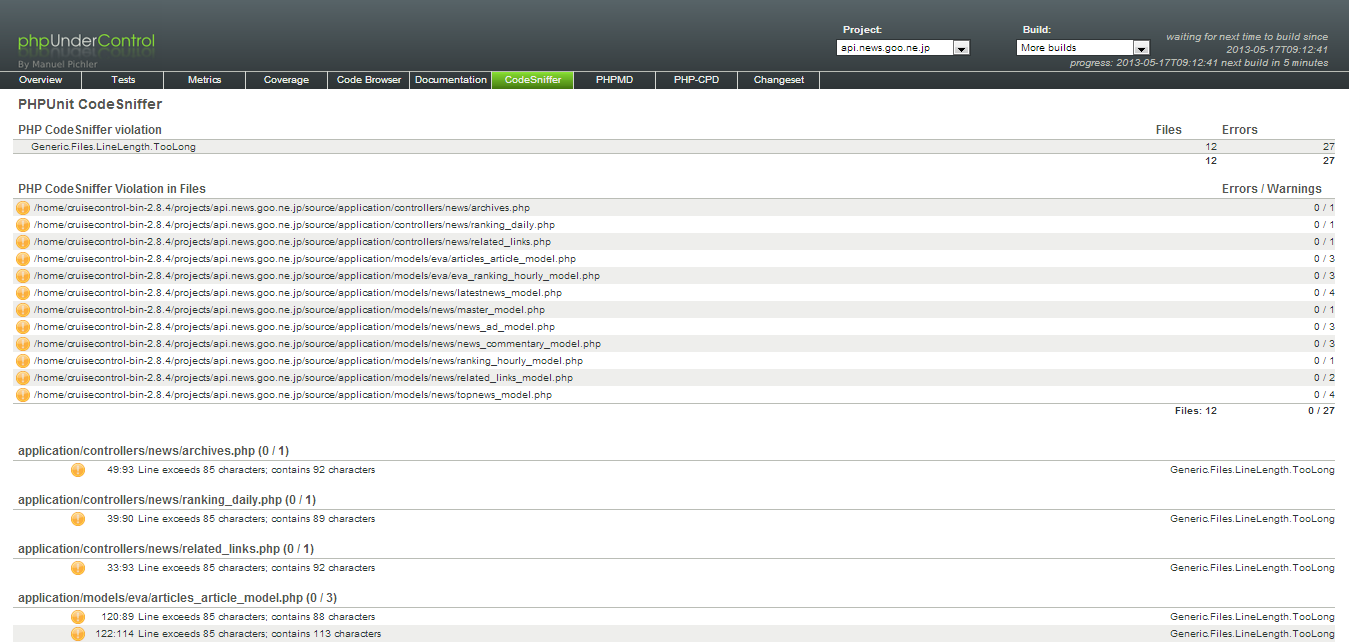 phpUnderControl
By Manuel Pichler
Project:
api.news.goo.ne.jp
Build:
More builds
waiting for next time to build since
2013-05-17T09:12:41
progress: 2013-05-17T09:12:41 next build in 5 minutes
Overview Tests Metrics Coverage Code Browser Documentation CodeSniffer PHPMD PHP-CPD Changeset
PHPUnit CodeSniffer
PHP CodeSniffer violation Files Errors
Generic.Files.LineLength.TooLong 12 27
12 27
PHP CodeSniffer Violation in Files Errors / Warnings
/home/cruisecontrol-bin-2.8.4/projects/api.news.goo.ne.jp/source/application/controllers/news/archives.php 0 / 1
/home/cruisecontrol-bin-2.8.4/projects/api.news.goo.ne.jp/source/application/controllers/news/ranking_daily.php 0 / 1
/home/cruisecontrol-bin-2.8.4/projects/api.news.goo.ne.jp/source/application/controllers/news/related_links.php 0 / 1
/home/cruisecontrol-bin-2.8.4/projects/api.news.goo.ne.jp/source/application/models/eva/articles_article_model.php 0 / 3
/home/cruisecontrol-bin-2.8.4/projects/api.news.goo.ne.jp/source/application/models/eva/eva_ranking_hourly_model.php 0 / 3
/home/cruisecontrol-bin-2.8.4/projects/api.news.goo.ne.jp/source/application/models/news/latestnews_model.php 0 / 4
/home/cruisecontrol-bin-2.8.4/projects/api.news.goo.ne.jp/source/application/models/news/master_model.php 0 / 1
/home/cruisecontrol-bin-2.8.4/projects/api.news.goo.ne.jp/source/application/models/news/news_ad_model.php 0 / 3
/home/cruisecontrol-bin-2.8.4/projects/api.news.goo.ne.jp/source/application/models/news/news_commentary_model.php 0 / 3
/home/cruisecontrol-bin-2.8.4/projects/api.news.goo.ne.jp/source/application/models/news/ranking_hourly_model.php 0 / 1
/home/cruisecontrol-bin-2.8.4/projects/api.news.goo.ne.jp/source/application/models/news/related_links_model.php 0 / 2
/home/cruisecontrol-bin-2.8.4/projects/api.news.goo.ne.jp/source/application/models/news/topnews_model.php 0 / 4
Files: 12 0 / 27
application/controllers/news/archives.php (0 / 1)
49:93 Line exceeds 85 characters; contains 92 characters Generic.Files.LineLength.TooLong
application/controllers/news/ranking_daily.php (0 / 1)
39:90 Line exceeds 85 characters; contains 89 characters Generic.Files.LineLength.TooLong
application/controllers/news/related_links.php (0 / 1)
33:93 Line exceeds 85 characters; contains 92 characters Generic.Files.LineLength.TooLong
application/models/eva/articles_article_model.php (0 / 3)
120:89 Line exceeds 85 characters; contains 88 characters Generic.Files.LineLength.TooLong
122:114 Line exceeds 85 characters; contains 113 characters Generic.Files.LineLength.TooLong